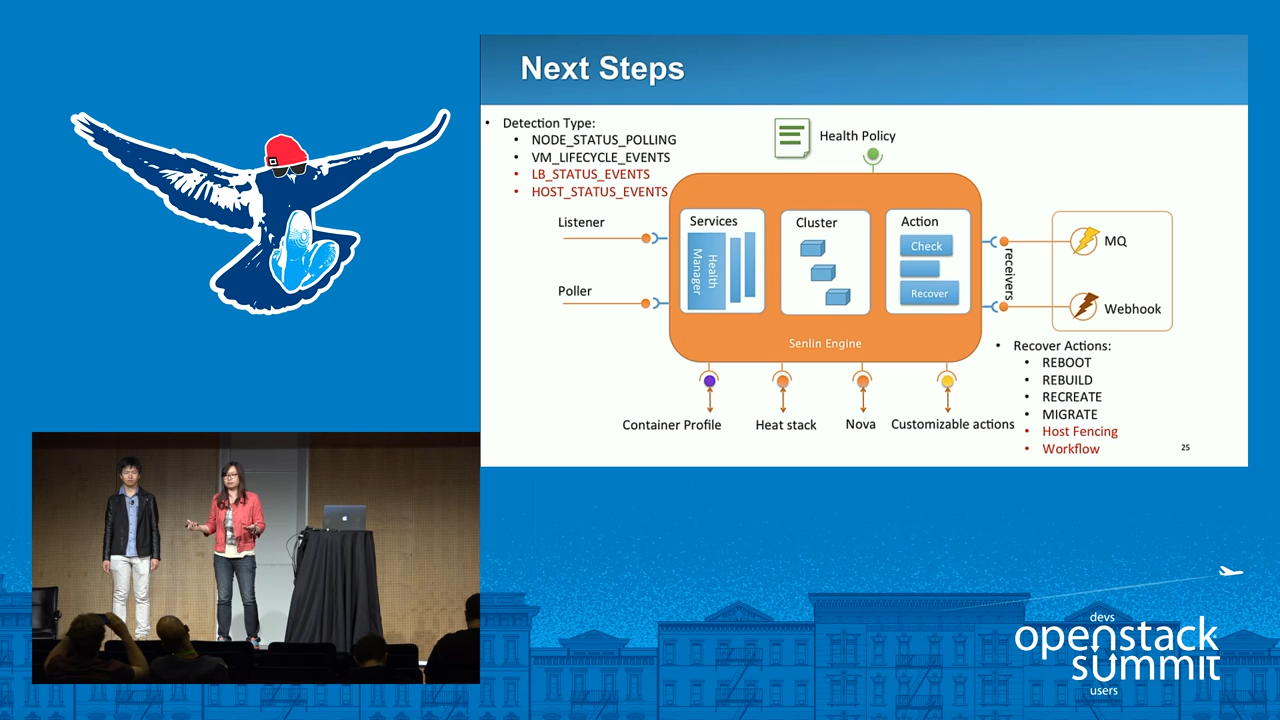 Next Steps
• Detection Type:
• NODE_STATUS_POLLING
• VM_LIFECYCLE_EVENTS
• LB_STATUS_EVENTS
• HOST_STATUS_EVENTS
Health Policy
Listener
Poller
Services
Health
Manager
Cluster
Action
Check
Recover
Senlin Engine
receivers
MQ
Webhook
Container Profile
Heat stack
Nova
Customizable actions
• Recover Actions:
• REBOOT
• REBUILD
• RECREATE
• MIGRATE
• Host Fencing
• Workflow
25
devs
openstack
summit
users